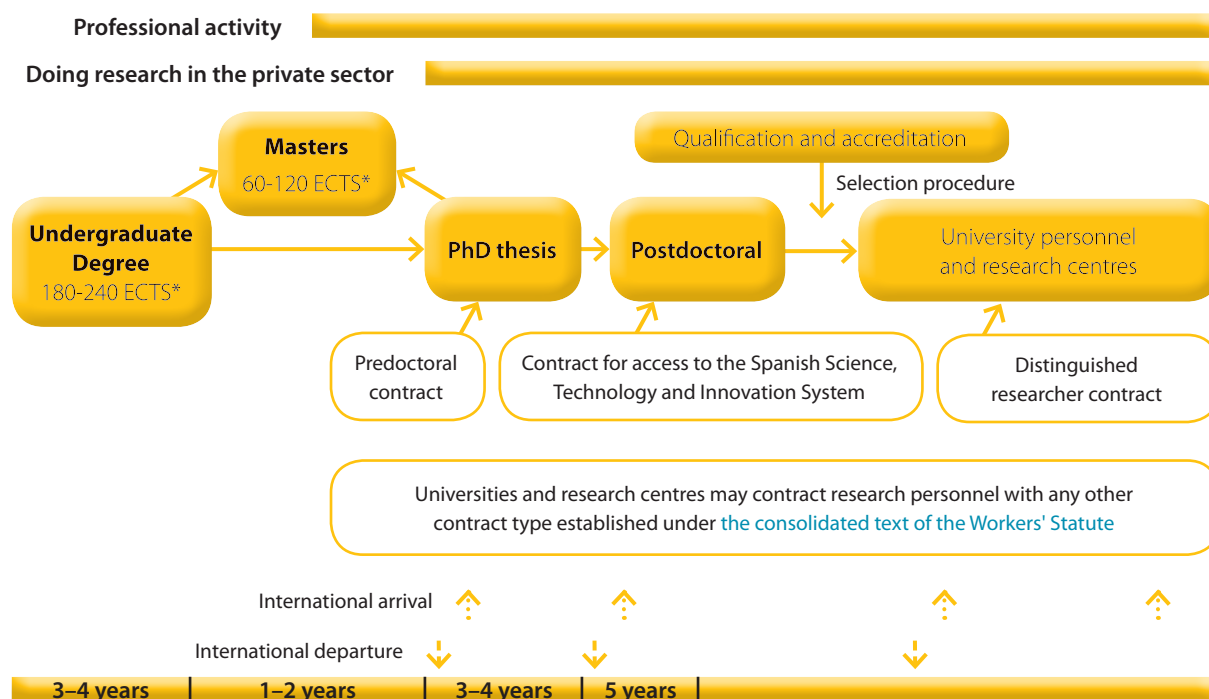 Professional activity
Doing research in the private sector
Masters
60-120 ECTS*
Qualification and accreditation
Selection procedure
Undergraduate
Degree
180-240 ECTS*
PhD thesis
Postdoctoral
University personnel
and research centres
Predoctoral
contract
Contract for access to the Spanish Science,
Technology and Innovation System
Distinguished
researcher contract
Universities and research centres may contract research personnel with any other
contract type established under the consolidated text of the Workers' Statute
International arrival
International departure
3–4 years
1–2 years
3–4 years
5 years